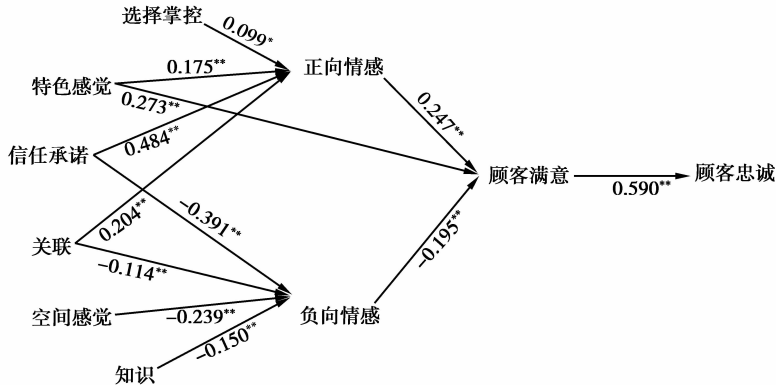 选择掌控
0.099*
特色感觉
0.175**
正向情感
0.273**
0.247**
信任承诺
0.484**
顾客满意
0.590**
顾客忠诚
0.204**
−0.391**
关联
−0.114**
−0.195**
空间感觉
−0.239**
负向情感
−0.150**
知识